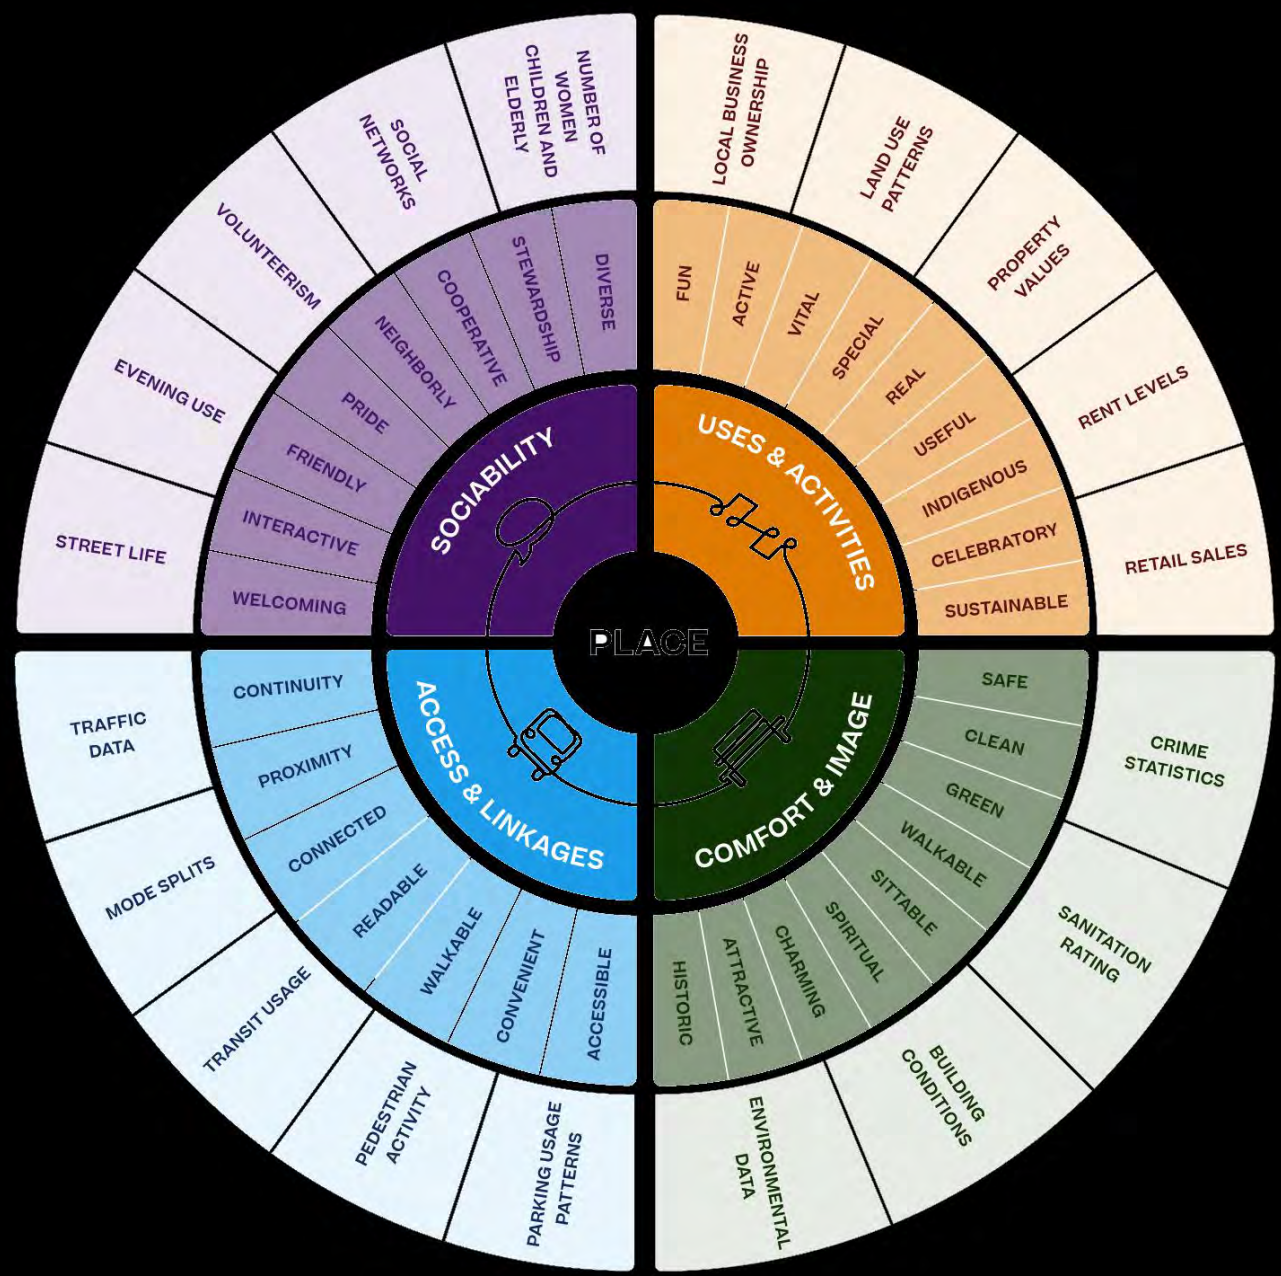 PLACE
SOCIABILITY
USES & ACTIVITIES
COMFORT & IMAGE
ACCESS & LINKAGES
WELCOMING
INTERACTIVE
FRIENDLY
PRIDE
NEIGHBORLY
COOPERATIVE
STEWARDSHIP
DIVERSE
FUN
ACTIVE
VITAL
SPECIAL
REAL
USEFUL
INDIGENOUS
CELEBRATORY
SUSTAINABLE
SAFE
CLEAN
GREEN
WALKABLE
SITTABLE
SPIRITUAL
CHARMING
ATTRACTIVE
HISTORIC
ACCESSIBLE
CONVENIENT
WALKABLE
READABLE
CONNECTED
PROXIMITY
CONTINUITY
STREET LIFE
EVENING USE
VOLUNTEERISM
SOCIAL
NETWORKS
NUMBER OF
WOMEN
CHILDREN AND
ELDERLY
LOCAL BUSINESS
OWNERSHIP
LAND USE
PATTERNS
PROPERTY
VALUES
RENT LEVELS
RETAIL SALES
CRIME
STATISTICS
SANITATION
RATING
BUILDING
CONDITIONS
ENVIRONMENTAL
DATA
PARKING USAGE
PATTERNS
PEDESTRIAN
ACTIVITY
TRANSIT USAGE
MODE SPLITS
TRAFFIC
DATA